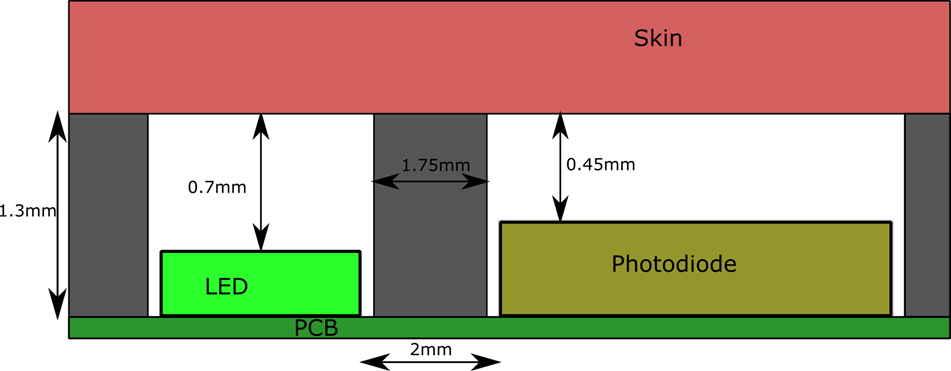 Skin
1.75mm
0.45mm
0.7mm
1.3mm
Photodiode
LED
PCB
2mm